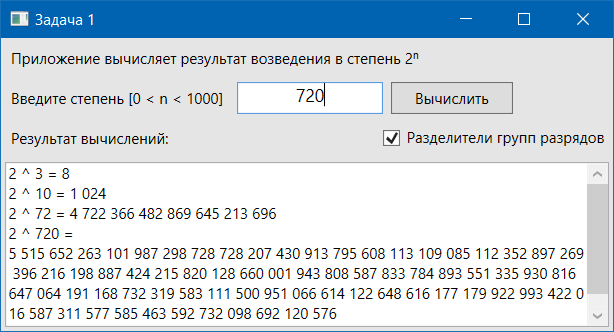 Задача 1
Приложение вычисляет результат возведения в степень 2ⁿ
Введите степень [0 < n < 1000] 720 Вычислить
Результат вычислений: Разделители групп разрядов
2 ^ 3 = 8
2 ^ 10 = 1 024
2 ^ 72 = 4 722 366 482 869 645 213 696
2 ^ 720 =
5 515 652 263 101 987 298 728 728 207 430 913 795 608 113 109 085 112 352 897 269
396 216 198 887 424 215 820 128 660 001 943 808 587 833 784 893 551 335 930 816
647 064 191 168 732 319 583 111 500 951 066 614 122 648 616 177 179 922 993 422 0
16 587 311 577 585 463 592 732 098 692 120 576